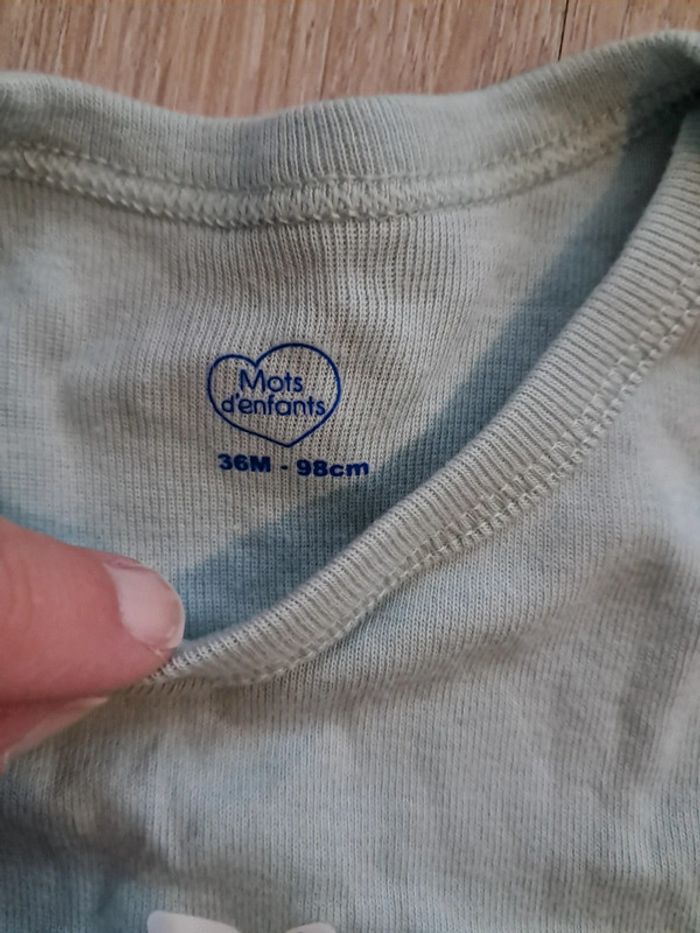 Mots
d'enfants
36M - 98cm